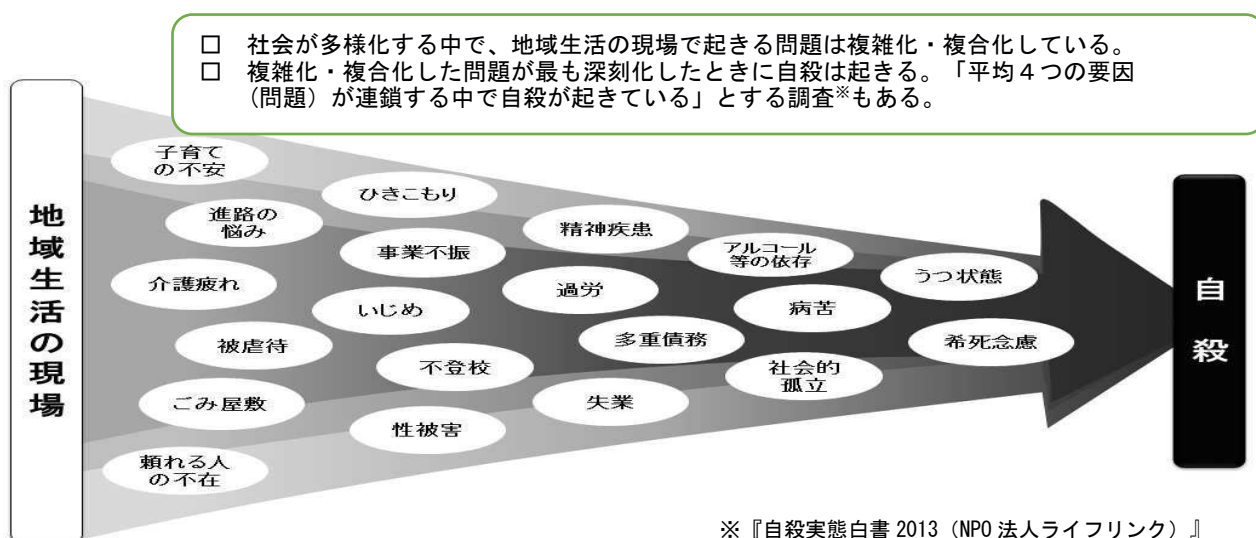 □ 社会が多様化する中で、地域生活の現場で起きる問題は複雑化・複合化している。
□ 複雑化・複合化した問題が最も深刻化したときに自殺は起きる。「平均４つの要因
（問題）が連鎖する中で自殺が起きている」とする調査※もある。
地域生活の現場
子育て
の不安
進路の
悩み
介護疲れ
被虐待
ごみ屋敷
頼れる人
の不在
ひきこもり
事業不振
いじめ
不登校
性被害
精神疾患
過労
多重債務
失業
アルコール
等の依存
病苦
社会的
孤立
うつ状態
希死念慮
自殺
※『自殺実態白書 2013（NPO 法人ライフリンク）』